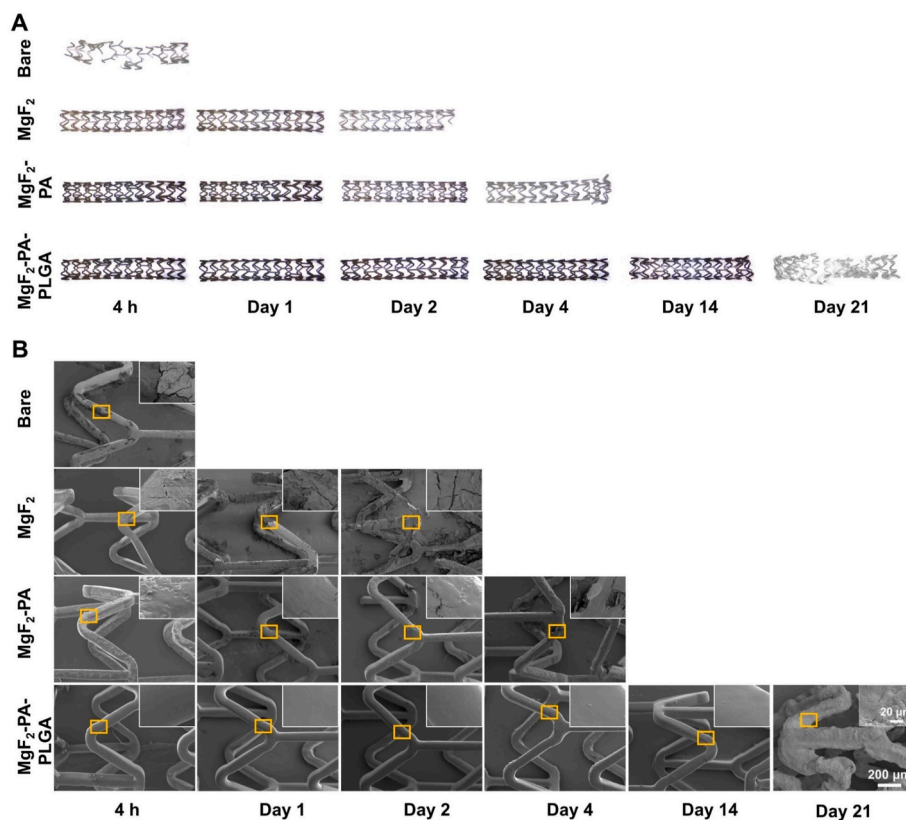 A
Bare
MgF₂
MgF₂-
PA
MgF₂-PA-
PLGA
4 h Day 1 Day 2 Day 4 Day 14 Day 21
B
Bare
MgF₂
MgF₂-PA
MgF₂-PA-
PLGA
20 μm
200 μm
4 h Day 1 Day 2 Day 4 Day 14 Day 21